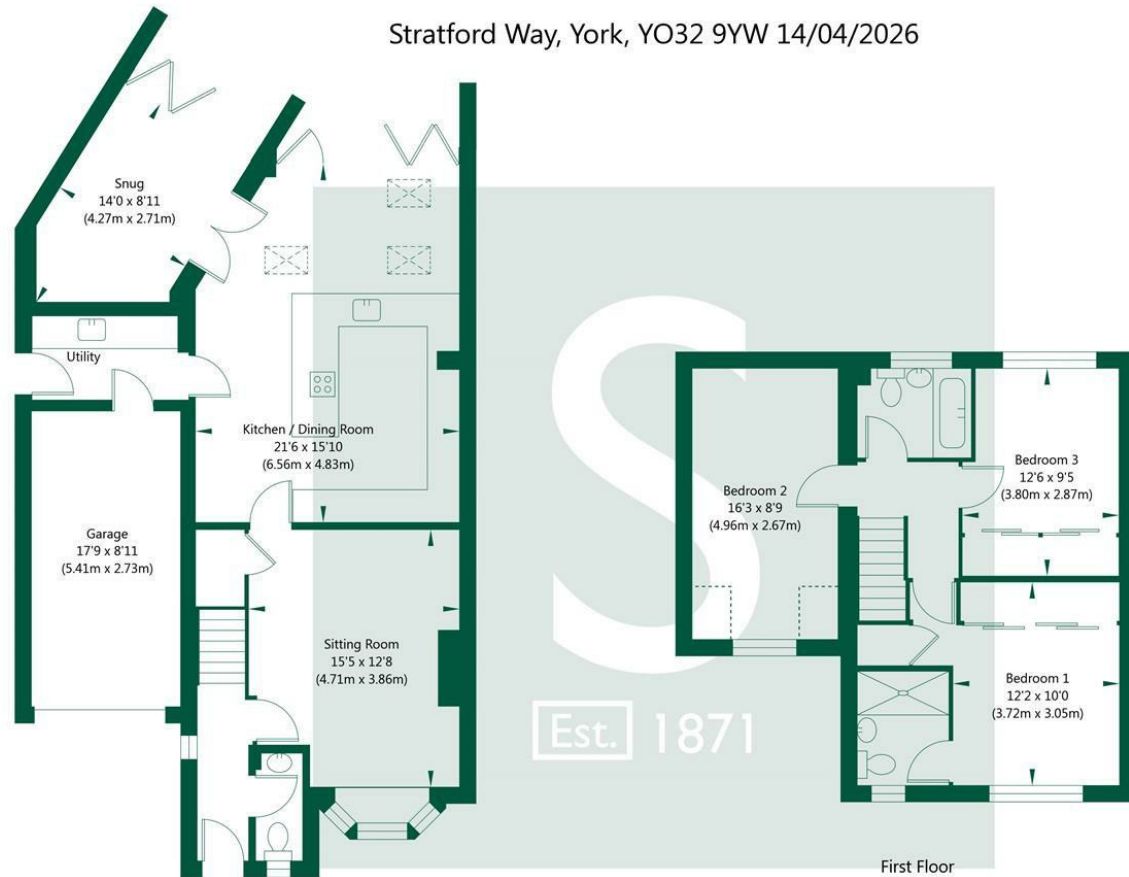 Stratford Way, York, YO32 9YW 14/04/2026
Snug
14'0 x 8'11
(4.27m x 2.71m)
Utility
Kitchen / Dining Room
21'6 x 15'10
(6.56m x 4.83m)
Garage
17'9 x 8'11
(5.41m x 2.73m)
Sitting Room
15'5 x 12'8
(4.71m x 3.86m)
S
Est. 1871
Bedroom 2
16'3 x 8'9
(4.96m x 2.67m)
Bedroom 3
12'6 x 9'5
(3.80m x 2.87m)
Bedroom 1
12'2 x 10'0
(3.72m x 3.05m)
First Floor